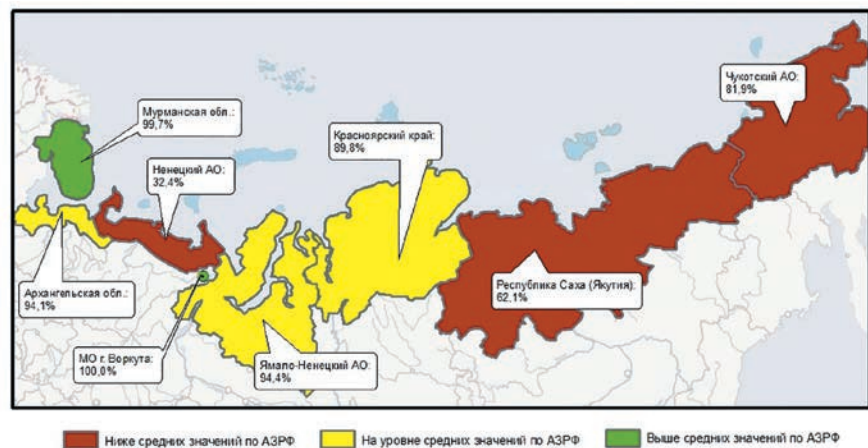 Чукотский АО:
81,9%
Мурманская обл.:
99,7%
Красноярский край:
89,8%
Ненецкий АО:
32,4%
Республика Саха (Якутия):
62,1%
Архангельская обл.:
94,1%
МО г. Воркута:
100,0%
Ямало-Ненецкий АО:
94,4%
Ниже средних значений по АЗРФ
На уровне средних значений по АЗРФ
Выше средних значений по АЗРФ